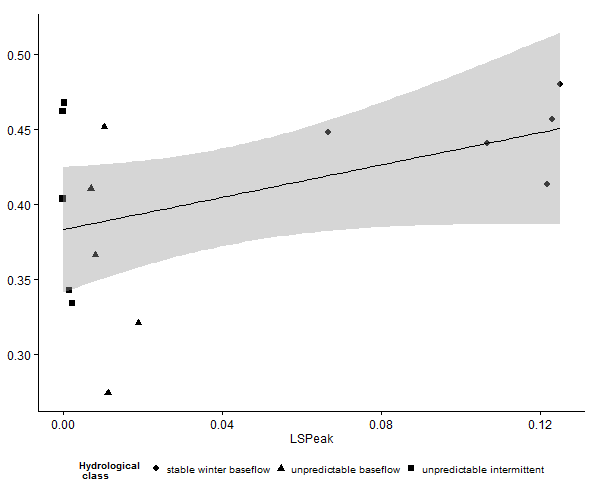 0.50
0.45
0.40
0.35
0.30
0.00 0.04 0.08 0.12
LSPeak
Hydrological
class
stable winter baseflow unpredictable baseflow unpredictable intermittent